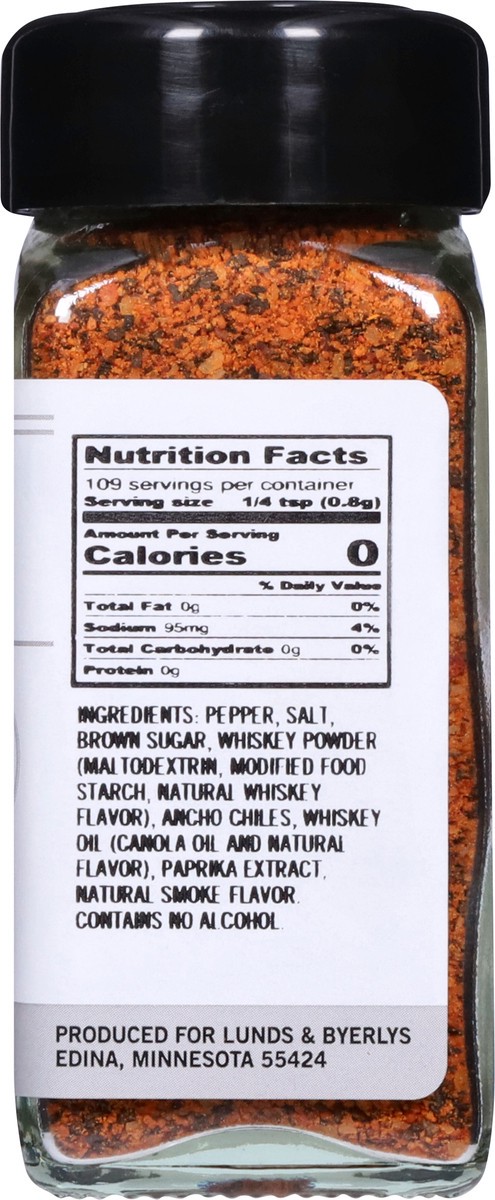 Nutrition Facts
109 servings per container
Serving size 1/4 tsp (0.8g)
Amount Per Serving
Calories 0
% Daily Value
Total Fat 0g 0%
Sodium 95mg 4%
Total Carbohydrate 0g 0%
Protein 0g
INGREDIENTS: PEPPER, SALT,
BROWN SUGAR, WHISKEY POWDER
(MALTODEXTRIN, MODIFIED FOOD
STARCH, NATURAL WHISKEY
FLAVOR), ANCHO CHILES, WHISKEY
OIL (CANOLA OIL AND NATURAL
FLAVOR), PAPRIKA EXTRACT,
NATURAL SMOKE FLAVOR.
CONTAINS NO ALCOHOL.
PRODUCED FOR LUNDS & BYERLYS
EDINA, MINNESOTA 55424